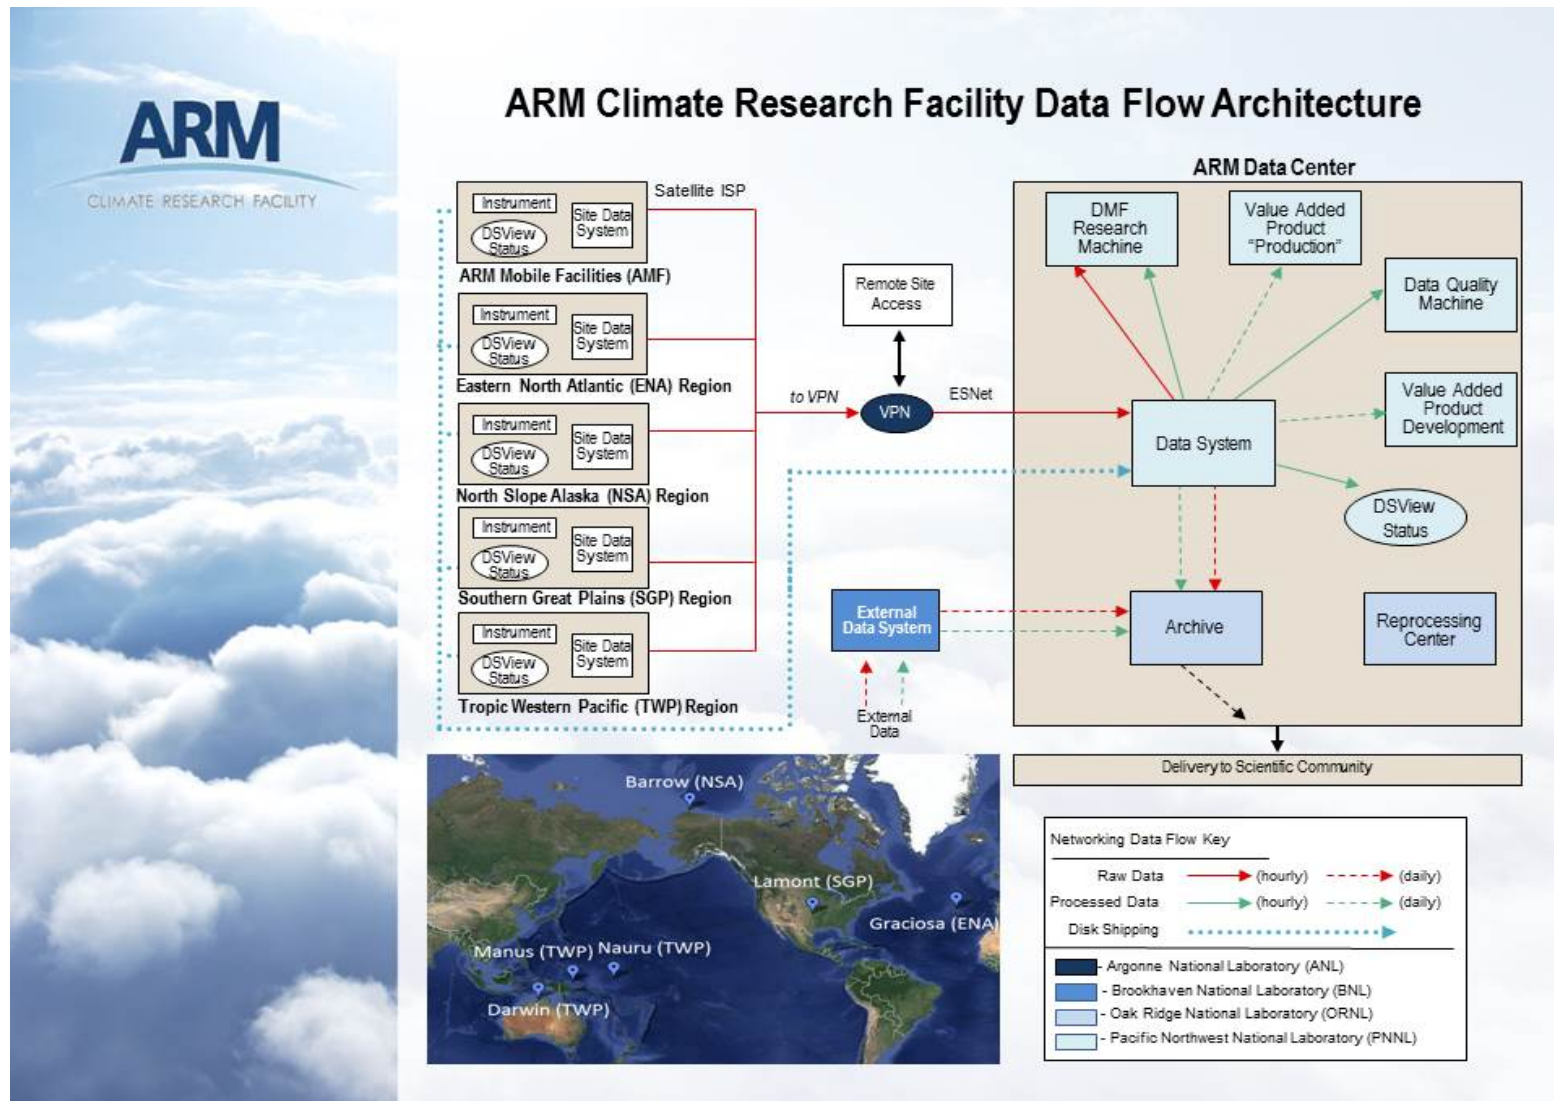 ARM
CLIMATE RESEARCH FACILITY
ARM Climate Research Facility Data Flow Architecture
Satellite ISP
Instrument
DSView
Status
Site Data
System
ARM Mobile Facilities (AMF)
Instrument
DSView
Status
Site Data
System
Eastern North Atlantic (ENA) Region
Instrument
DSView
Status
Site Data
System
North Slope Alaska (NSA) Region
Instrument
DSView
Status
Site Data
System
Southern Great Plains (SGP) Region
Instrument
DSView
Status
Site Data
System
Tropic Western Pacific (TWP) Region
Remote Site
Access
to VPN
VPN
ESNet
External
Data System
External
Data
ARM Data Center
DMF
Research
Machine
Value Added
Product
“Production”
Data Quality
Machine
Value Added
Product
Development
Data System
DSView
Status
Archive
Reprocessing
Center
Delivery to Scientific Community
Barrow (NSA)
Lamont (SGP)
Graciosa (ENA)
Manus (TWP)
Nauru (TWP)
Darwin (TWP)
Networking Data Flow Key
Raw Data (hourly) (daily)
Processed Data (hourly) (daily)
Disk Shipping
- Argonne National Laboratory (ANL)
- Brookhaven National Laboratory (BNL)
- Oak Ridge National Laboratory (ORNL)
- Pacific Northwest National Laboratory (PNNL)